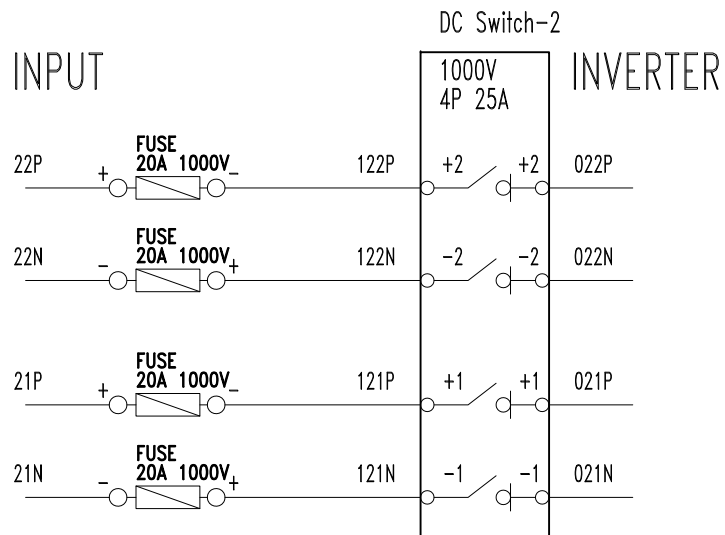 DC Switch-2
INPUT
1000V
4P 25A
INVERTER
FUSE
20A 1000V
22P
+
-
122P
+2
+2
022P
FUSE
20A 1000V
22N
-
+
122N
-2
-2
022N
FUSE
20A 1000V
21P
+
-
121P
+1
+1
021P
FUSE
20A 1000V
21N
-
+
121N
-1
-1
021N